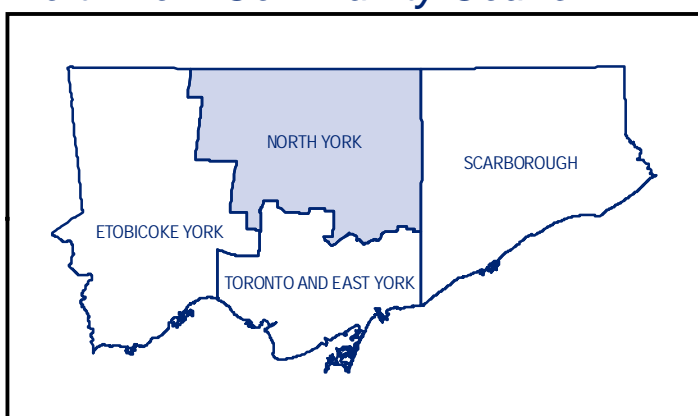 NORTH YORK
SCARBOROUGH
ETOBICOKE YORK
TORONTO AND EAST YORK